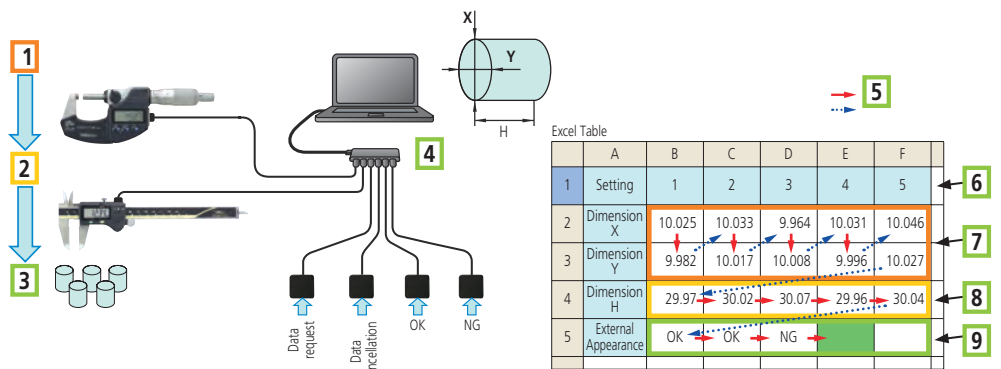 1
2
3
4
X
Y
H
5
Data
request
Data
ncellation
OK
NG
Excel Table
A B C D E F
1 Setting 1 2 3 4 5
6
2 Dimension X 10.025 10.033 9.964 10.031 10.046
7
3 Dimension Y 9.982 10.017 10.008 9.996 10.027
4 Dimension H 29.97 30.02 30.07 29.96 30.04
8
5 External Appearance OK OK NG
9